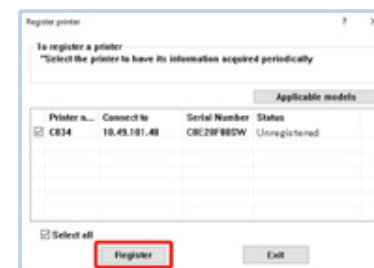 Register printer ? X
To register a printer
"Select the printer to have its information acquired periodically
Applicable models
Printer n... Connect to Serial Number Status
C834 10.49.101.48 Unregistered
Select all
Register Exit